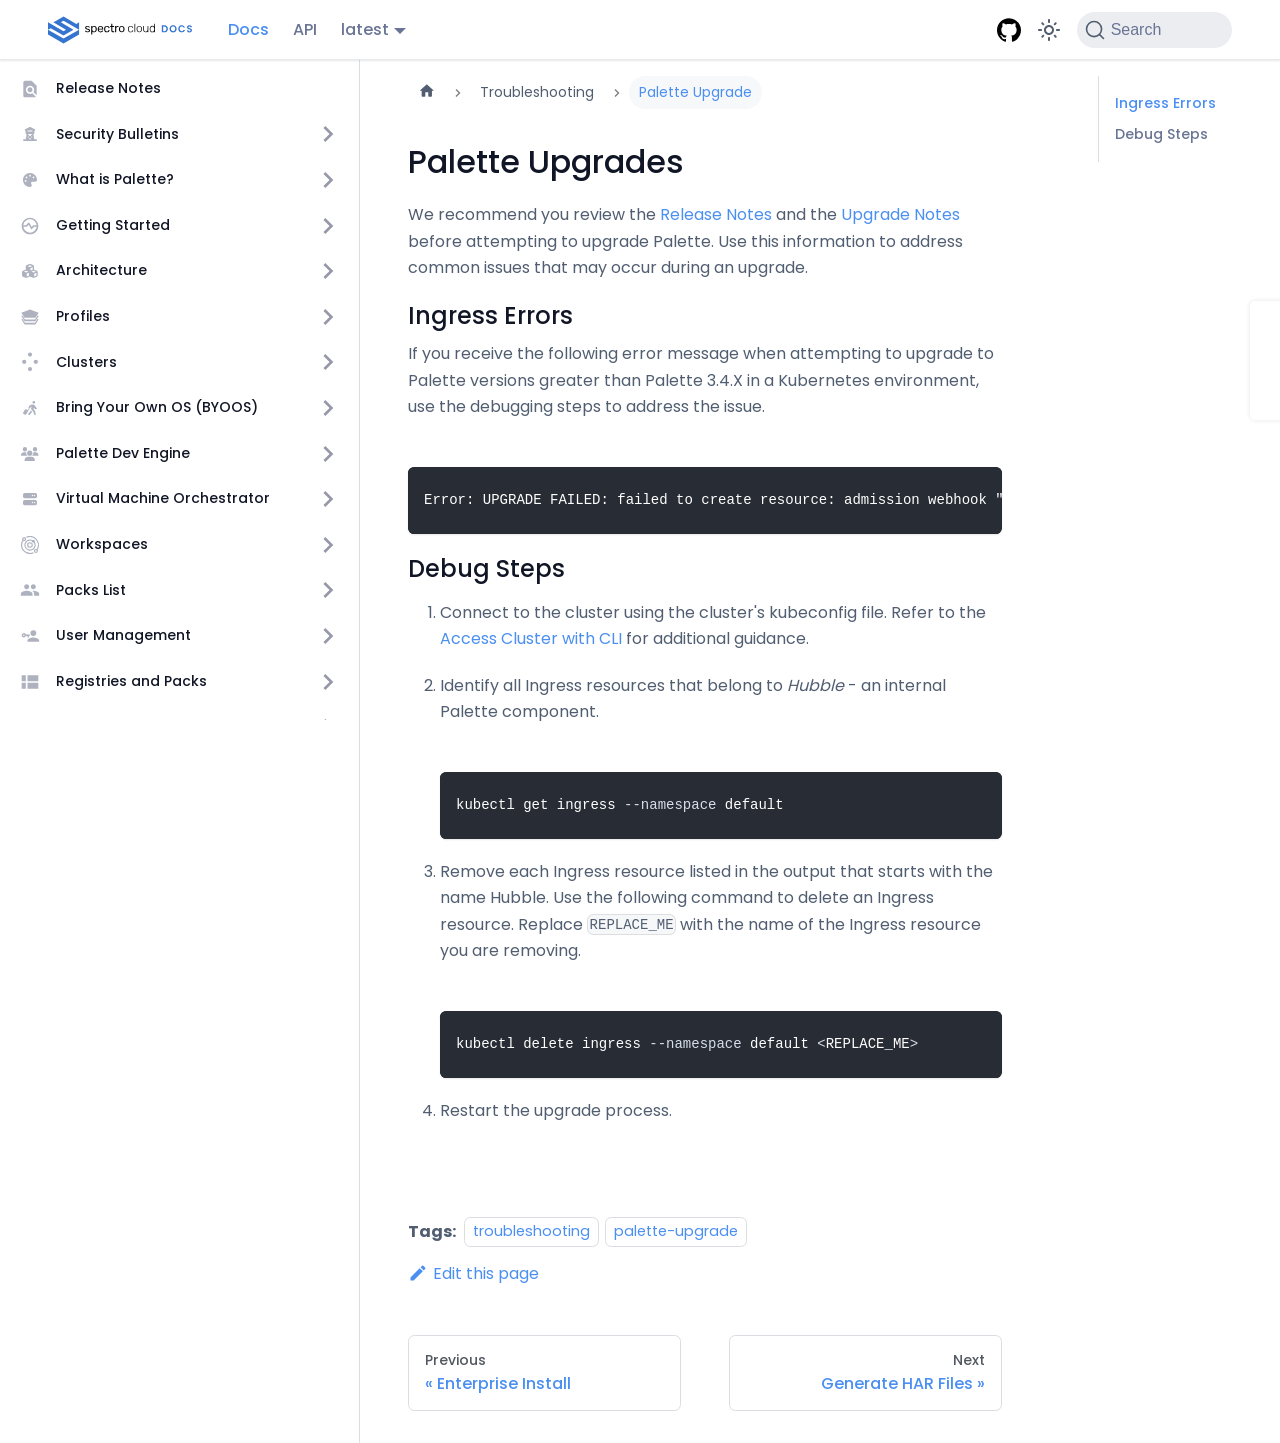 spectro cloud DOCS
Docs
API
latest
Search
Release Notes
Security Bulletins
What is Palette?
Getting Started
Architecture
Profiles
Clusters
Bring Your Own OS (BYOOS)
Palette Dev Engine
Virtual Machine Orchestrator
Workspaces
Packs List
User Management
Registries and Packs
Troubleshooting
Palette Upgrade
Palette Upgrades
We recommend you review the Release Notes and the Upgrade Notes
before attempting to upgrade Palette. Use this information to address
common issues that may occur during an upgrade.
Ingress Errors
If you receive the following error message when attempting to upgrade to
Palette versions greater than Palette 3.4.X in a Kubernetes environment,
use the debugging steps to address the issue.
Error: UPGRADE FAILED: failed to create resource: admission webhook "
Debug Steps
1. Connect to the cluster using the cluster's kubeconfig file. Refer to the
Access Cluster with CLI for additional guidance.
2. Identify all Ingress resources that belong to Hubble - an internal
Palette component.
kubectl get ingress --namespace default
3. Remove each Ingress resource listed in the output that starts with the
name Hubble. Use the following command to delete an Ingress
resource. Replace REPLACE_ME with the name of the Ingress resource
you are removing.
kubectl delete ingress --namespace default <REPLACE_ME>
4. Restart the upgrade process.
Tags: troubleshooting palette-upgrade
Edit this page
Previous
« Enterprise Install
Next
Generate HAR Files »
Ingress Errors
Debug Steps